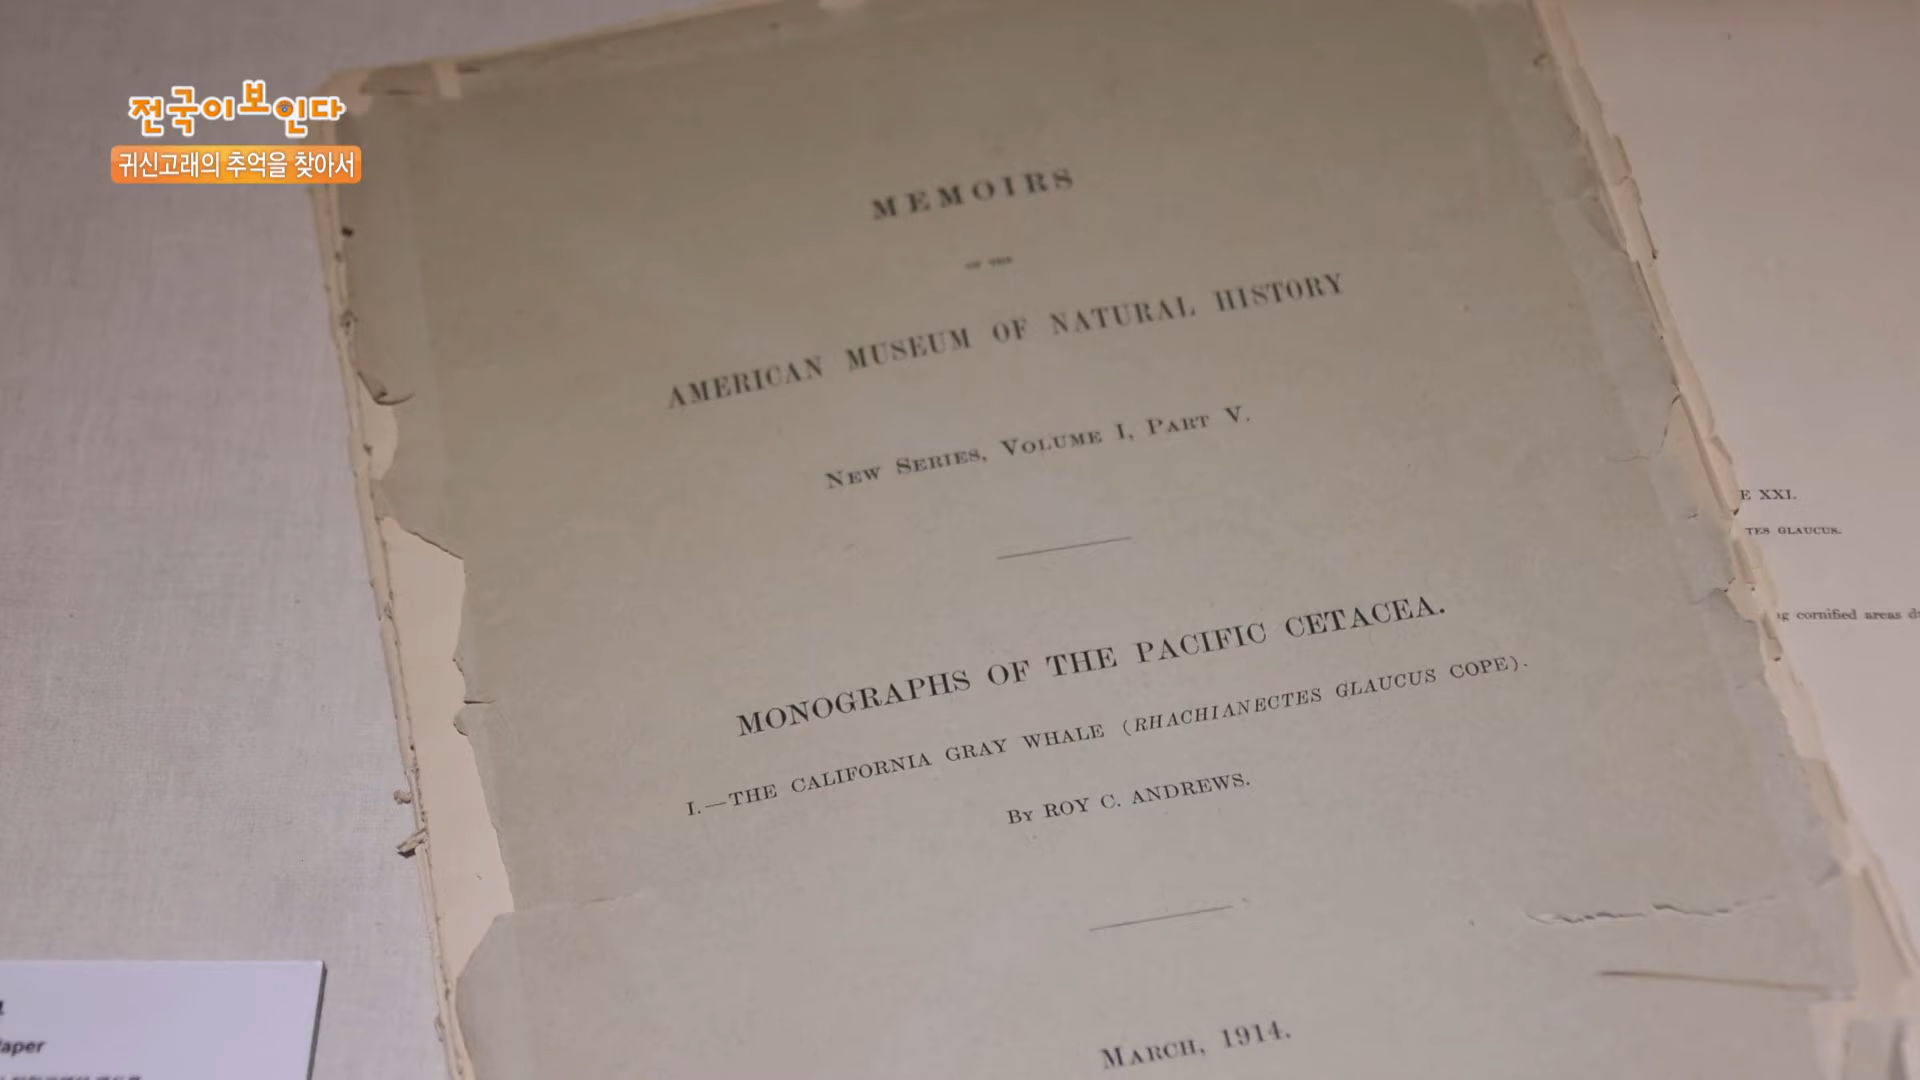 전국이보인다
귀신고래의 추억을 찾아서
MEMOIRS
OF THE
AMERICAN MUSEUM OF NATURAL HISTORY
NEW SERIES, VOLUME I, PART V.
MONOGRAPHS OF THE PACIFIC CETACEA.
I.—THE CALIFORNIA GRAY WHALE (RHACHIANECTES GLAUCUS COPE).
BY ROY C. ANDREWS.
MARCH, 1914.
E XXI.
TES GLAUCUS.
cornified areas